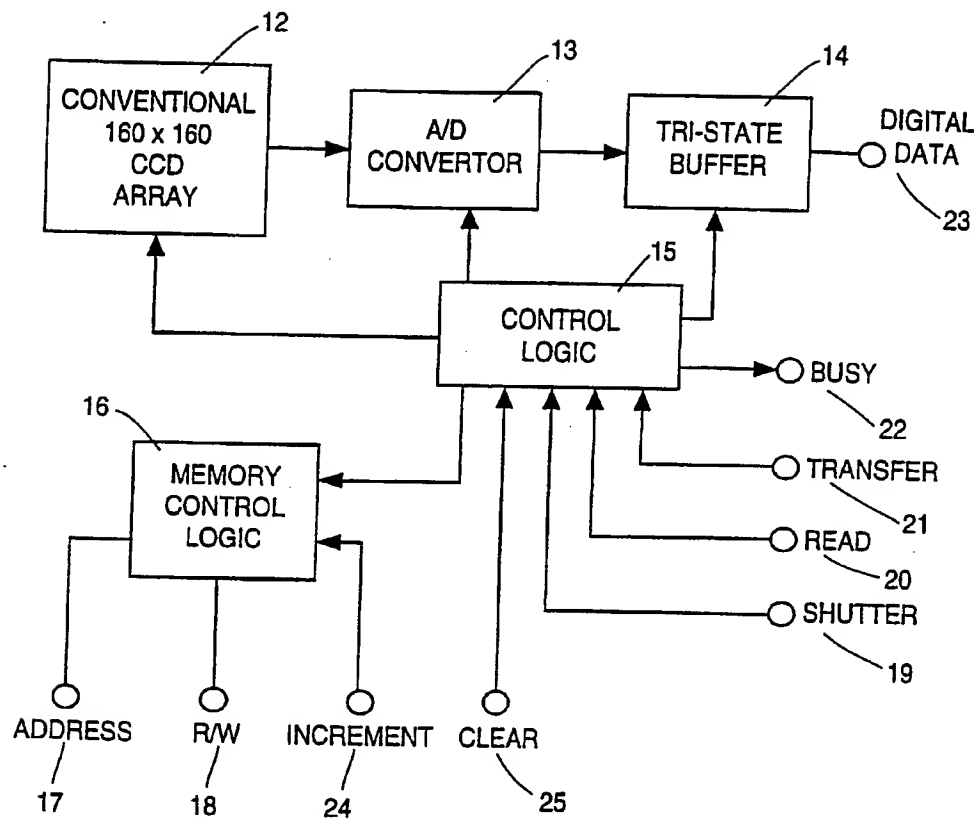 12
CONVENTIONAL
160 x 160
CCD
ARRAY
13
A/D
CONVERTOR
14
TRI-STATE
BUFFER
DIGITAL
DATA
23
15
CONTROL
LOGIC
BUSY
22
16
MEMORY
CONTROL
LOGIC
TRANSFER
21
READ
20
SHUTTER
19
ADDRESS
17
R/W
18
INCREMENT
24
CLEAR
25